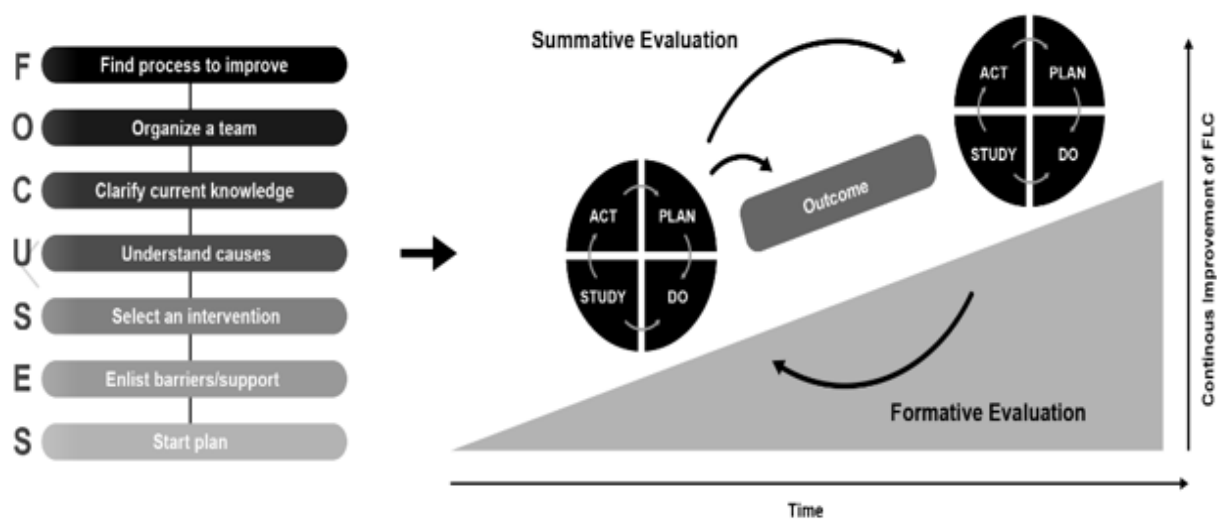 F Find process to improve
O Organize a team
C Clarify current knowledge
U Understand causes
S Select an intervention
E Enlist barriers/support
S Start plan
Summative Evaluation
ACT PLAN
STUDY DO
Outcome
ACT PLAN
STUDY DO
Formative Evaluation
Time
Continous Improvement of FLC